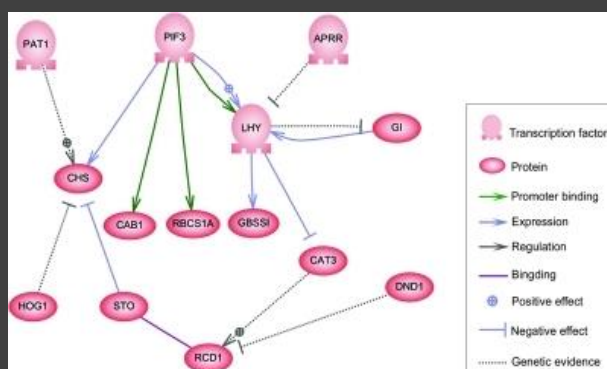 PAT1
PIF3
APRR
LHY
GI
CHS
CAB1
RBCS1A
GBSSI
CAT3
HOG1
STO
DND1
RCD1
Transcription factor
Protein
Promoter binding
Expression
Regulation
Bingding
Positive effect
Negative effect
Genetic evidence